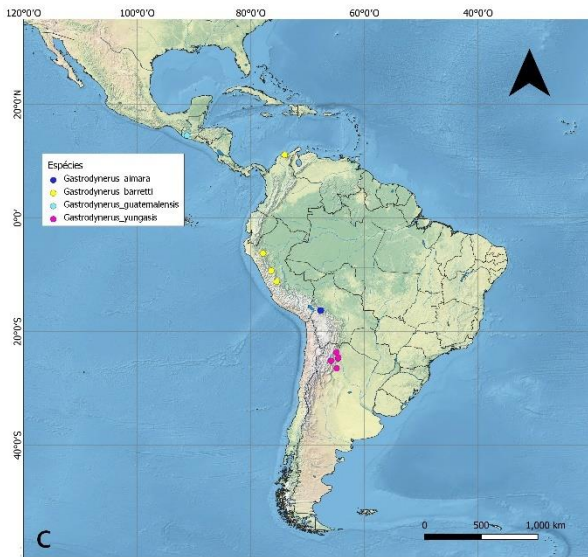 120°0'W 100°0'W 80°0'W 60°0'W 40°0'W
20°0'N
Espécies
Gastrodynerus aimara
Gastrodynerus barretti
Gastrodynerus_guatemalensis
Gastrodynerus_yungasis
0°0'
20°0'S
40°0'S
C
0 500 1,000 km